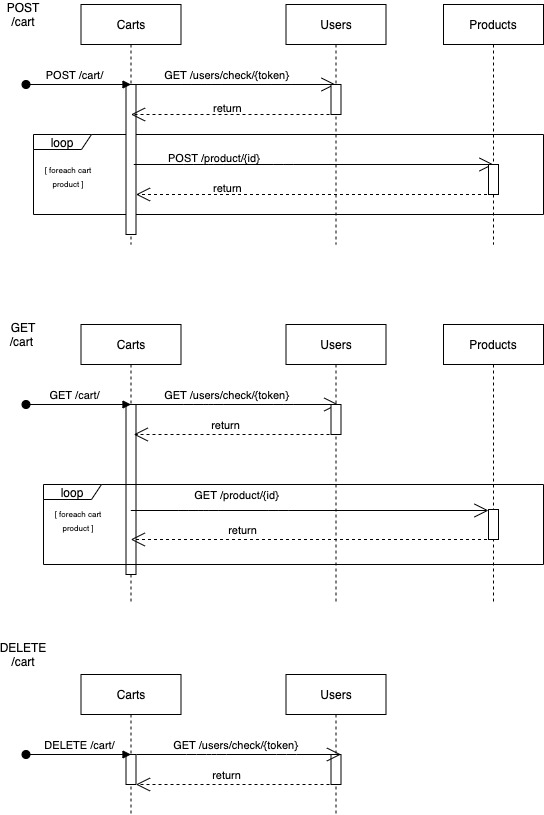 POST
/cart
Carts
Users
Products
POST /cart/
GET /users/check/{token}
return
loop
[ foreach cart
product ]
POST /product/{id}
return
GET
/cart
Carts
Users
Products
GET /cart/
GET /users/check/{token}
return
loop
[ foreach cart
product ]
GET /product/{id}
return
DELETE
/cart
Carts
Users
DELETE /cart/
GET /users/check/{token}
return